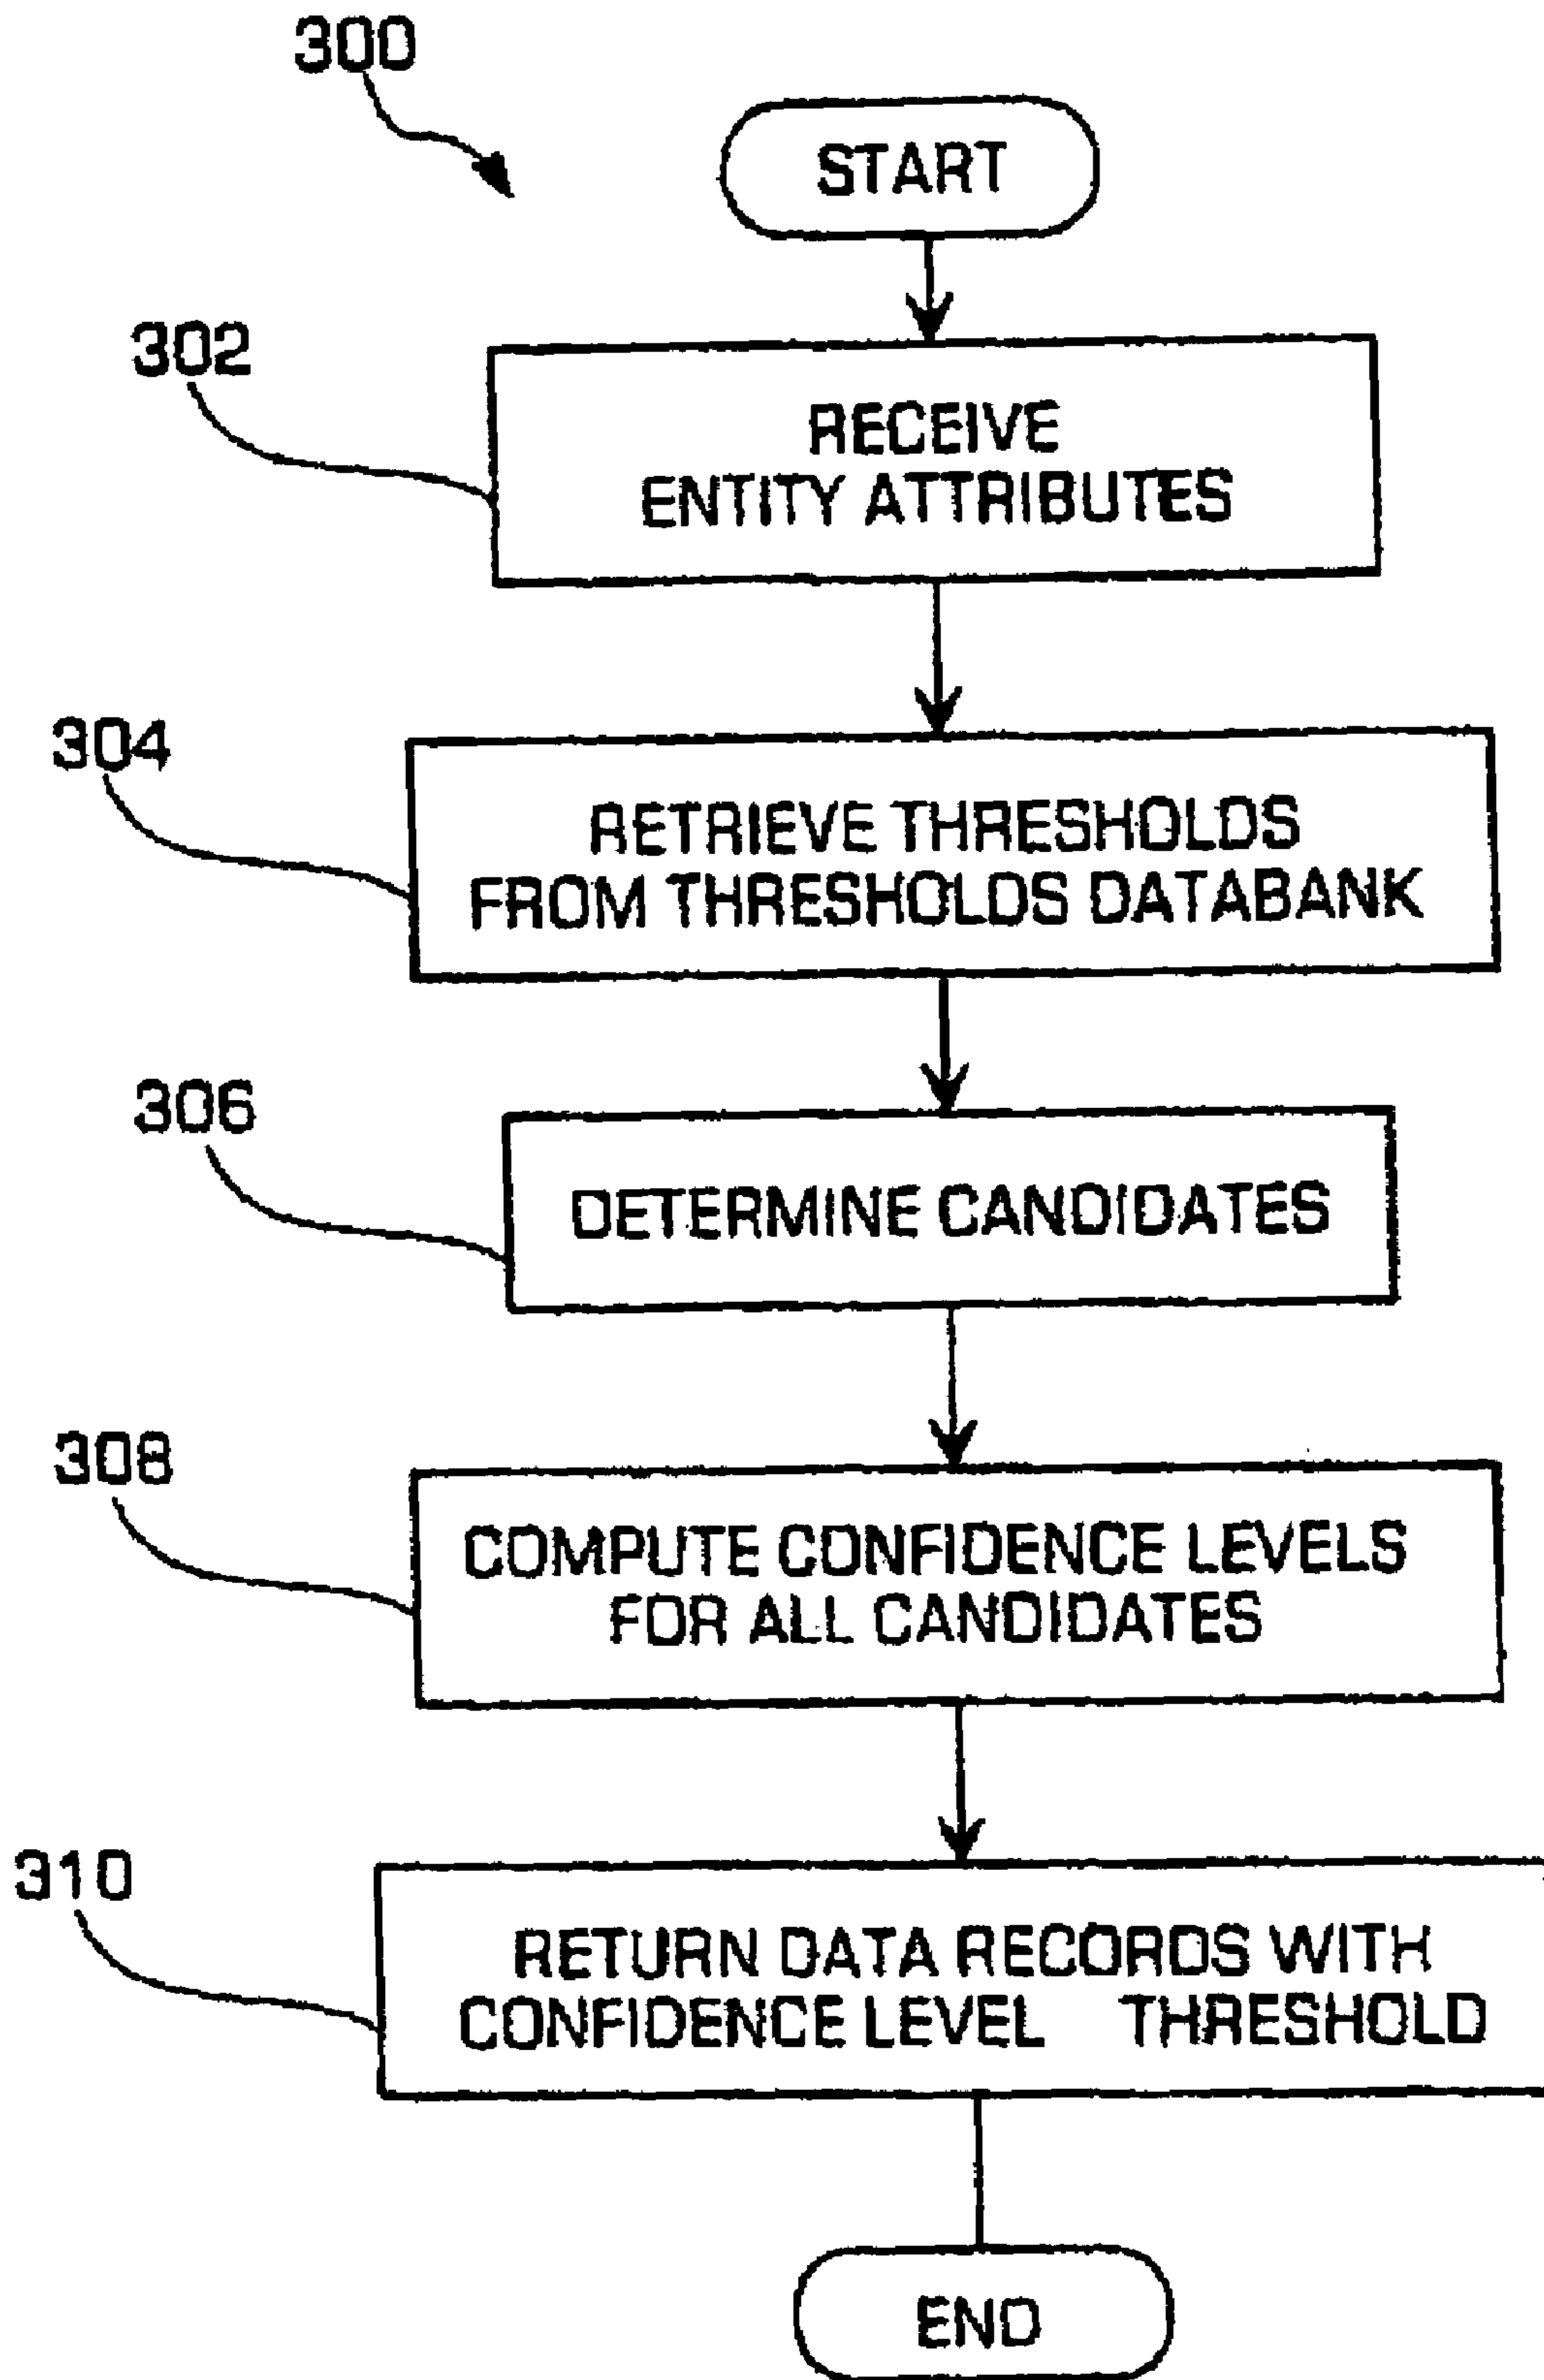 300
START
302
RECEIVE
ENTITY ATTRIBUTES
304
RETRIEVE THRESHOLDS
FROM THRESHOLDS DATABANK
306
DETERMINE CANDIDATES
308
COMPUTE CONFIDENCE LEVELS
FOR ALL CANDIDATES
310
RETURN DATA RECORDS WITH
CONFIDENCE LEVEL THRESHOLD
END